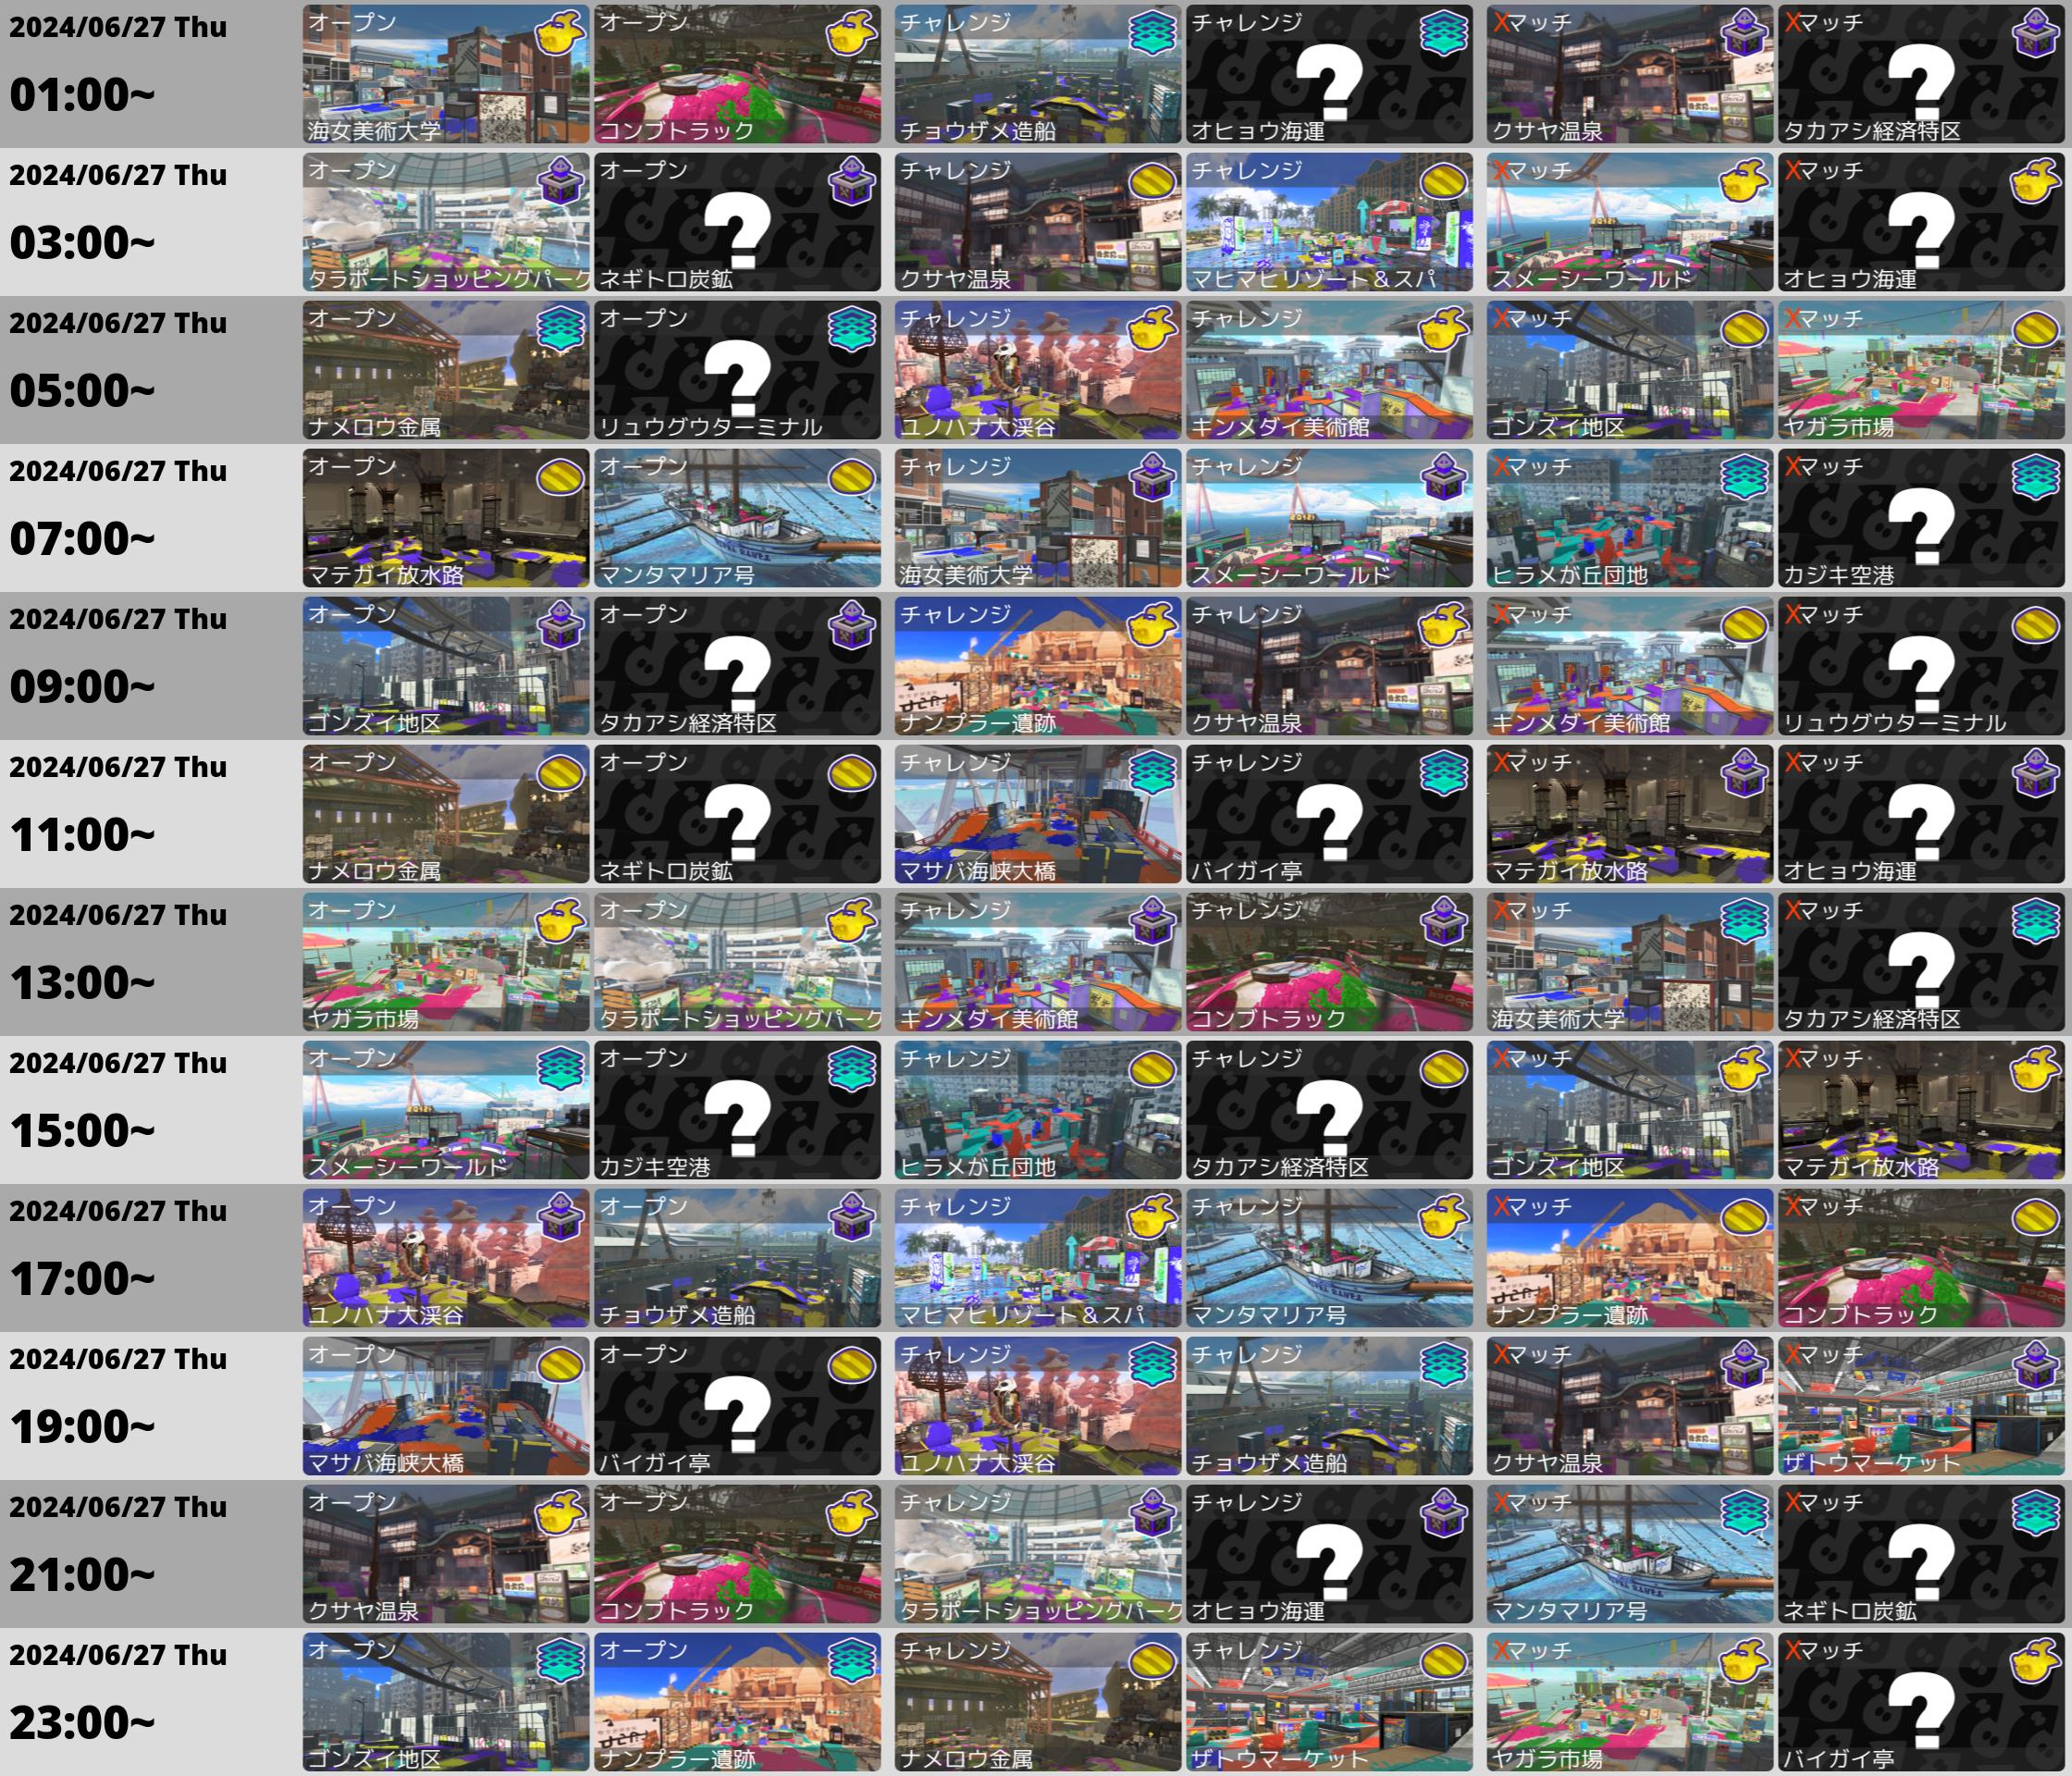 2024/06/27 Thu
01:00~
オープン
海女美術大学
オープン
コンブトラック
チャレンジ
チョウザメ造船
チャレンジ
オヒョウ海運
Xマッチ
クサヤ温泉
Xマッチ
タカアシ経済特区
2024/06/27 Thu
03:00~
オープン
タラポートショッピングパーク
オープン
ネギトロ炭鉱
チャレンジ
クサヤ温泉
チャレンジ
マヒマヒリゾート＆スパ
Xマッチ
スメーシーワールド
Xマッチ
オヒョウ海運
2024/06/27 Thu
05:00~
オープン
ナメロウ金属
オープン
リュウグウターミナル
チャレンジ
ユノハナ大渓谷
チャレンジ
キンメダイ美術館
Xマッチ
ゴンズイ地区
Xマッチ
ヤガラ市場
2024/06/27 Thu
07:00~
オープン
マテガイ放水路
オープン
マンタマリア号
チャレンジ
海女美術大学
チャレンジ
スメーシーワールド
Xマッチ
ヒラメが丘団地
Xマッチ
カジキ空港
2024/06/27 Thu
09:00~
オープン
ゴンズイ地区
オープン
タカアシ経済特区
チャレンジ
ナンプラー遺跡
チャレンジ
クサヤ温泉
Xマッチ
キンメダイ美術館
Xマッチ
リュウグウターミナル
2024/06/27 Thu
11:00~
オープン
ナメロウ金属
オープン
ネギトロ炭鉱
チャレンジ
マサバ海峡大橋
チャレンジ
バイガイ亭
Xマッチ
マテガイ放水路
Xマッチ
オヒョウ海運
2024/06/27 Thu
13:00~
オープン
ヤガラ市場
オープン
タラポートショッピングパーク
チャレンジ
キンメダイ美術館
チャレンジ
コンブトラック
Xマッチ
海女美術大学
Xマッチ
タカアシ経済特区
2024/06/27 Thu
15:00~
オープン
スメーシーワールド
オープン
カジキ空港
チャレンジ
ヒラメが丘団地
チャレンジ
タカアシ経済特区
Xマッチ
ゴンズイ地区
Xマッチ
マテガイ放水路
2024/06/27 Thu
17:00~
オープン
ユノハナ大渓谷
オープン
チョウザメ造船
チャレンジ
マヒマヒリゾート＆スパ
チャレンジ
マンタマリア号
Xマッチ
ナンプラー遺跡
Xマッチ
コンブトラック
2024/06/27 Thu
19:00~
オープン
マサバ海峡大橋
オープン
バイガイ亭
チャレンジ
ユノハナ大渓谷
チャレンジ
チョウザメ造船
Xマッチ
クサヤ温泉
Xマッチ
ザトウマーケット
2024/06/27 Thu
21:00~
オープン
クサヤ温泉
オープン
コンブトラック
チャレンジ
タラポートショッピングパーク
チャレンジ
オヒョウ海運
Xマッチ
マンタマリア号
Xマッチ
ネギトロ炭鉱
2024/06/27 Thu
23:00~
オープン
ゴンズイ地区
オープン
ナンプラー遺跡
チャレンジ
ナメロウ金属
チャレンジ
ザトウマーケット
Xマッチ
ヤガラ市場
Xマッチ
バイガイ亭